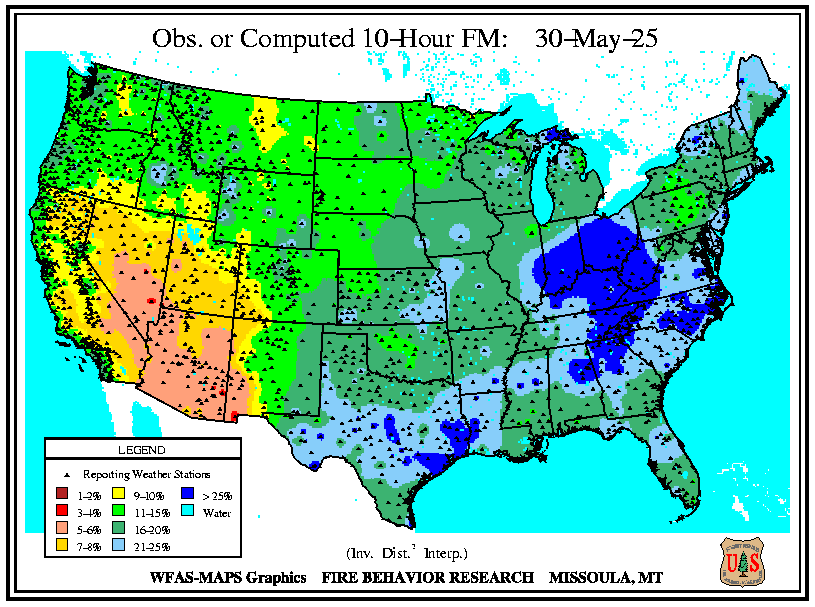 Obs. or Computed 10-Hour FM: 30-May-25
LEGEND
Reporting Weather Stations
1-2% 9-10% > 25%
3-4% 11-15% Water
5-6% 16-20%
7-8% 21-25%
(Inv. Dist.² Interp.)
WFAS-MAPS Graphics FIRE BEHAVIOR RESEARCH MISSOULA, MT
U S